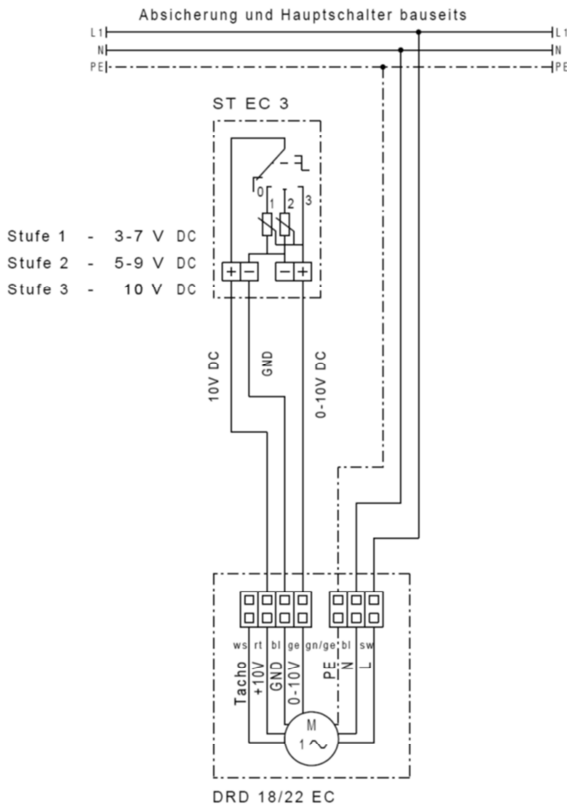 Absicherung und Hauptschalter bauseits
L1 L1
N N
PE PE
ST EC 3
0
1 2 3
Stufe 1 - 3-7 V DC
Stufe 2 - 5-9 V DC
Stufe 3 - 10 V DC
+ − − +
10V DC
GND
0-10V DC
ws rt bl ge gn/ge bl sw
Tacho
+10V
GND
0-10V
PE
N
L
M
1 ~
DRD 18/22 EC